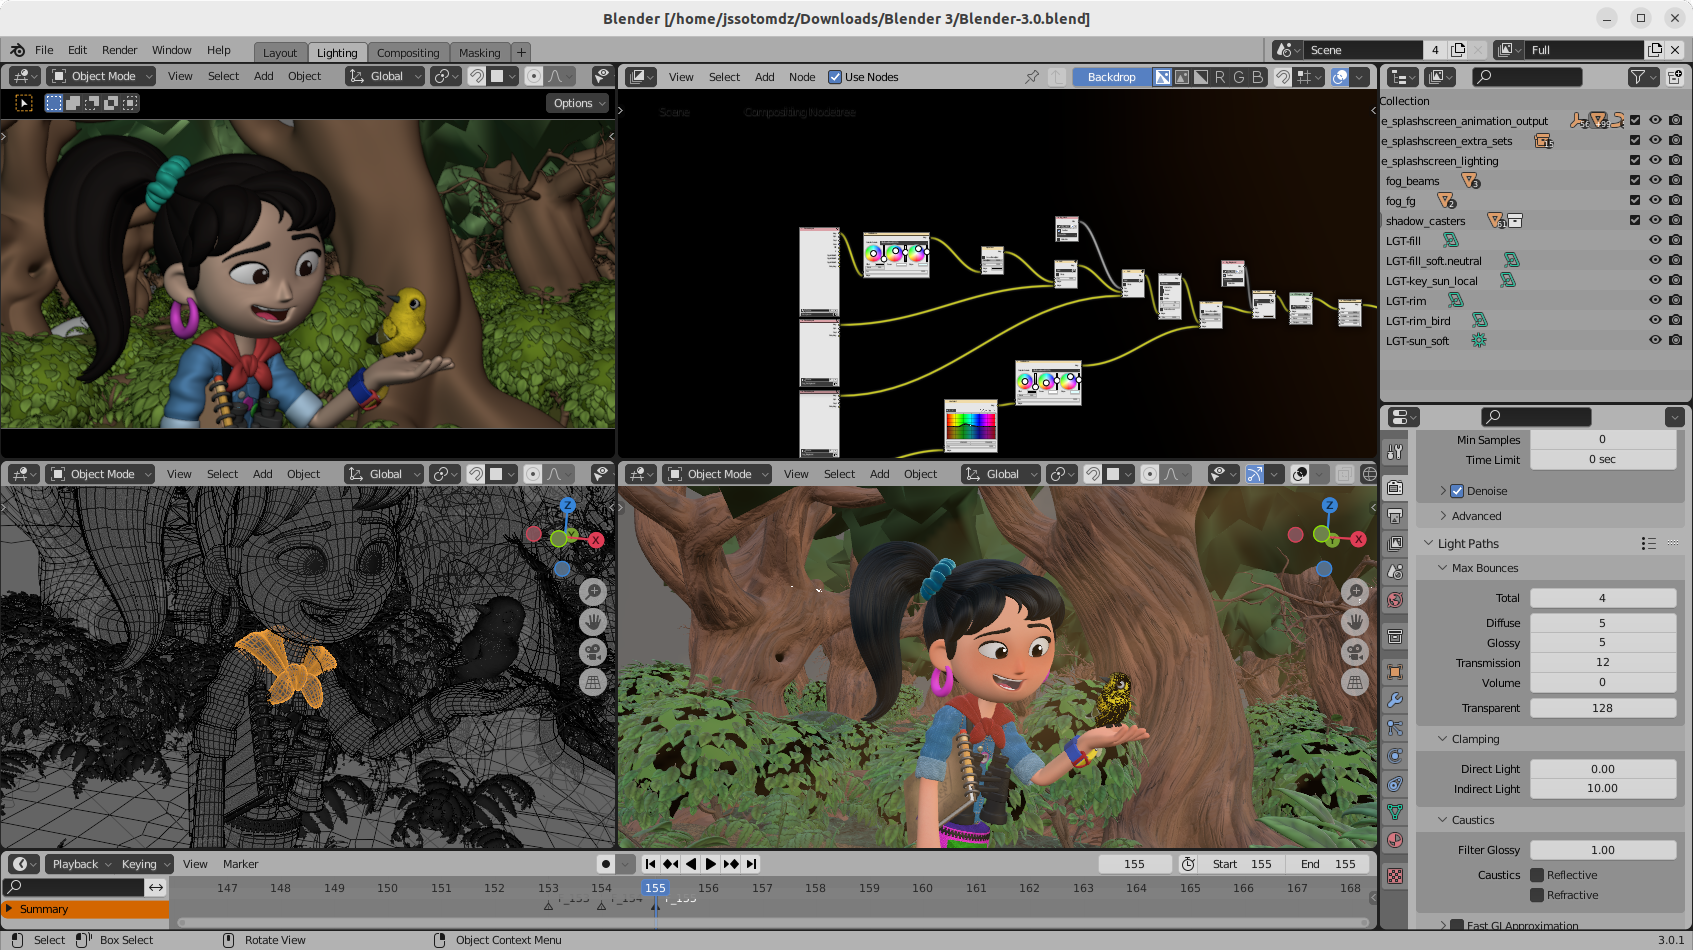 Blender [/home/jssotomdz/Downloads/Blender 3/Blender-3.0.blend]
File Edit Render Window Help Layout Lighting Compositing Masking + Scene 4 Full
Object Mode View Select Add Object Global
View Select Add Node Use Nodes Backdrop R G B
Options
Scene Compositing Nodetree
Collection
e_splashscreen_animation_output
e_splashscreen_extra_sets 15
e_splashscreen_lighting
fog_beams 3
fog_fg 2
shadow_casters 31
LGT-fill
LGT-fill_soft.neutral
LGT-key_sun_local
LGT-rim
LGT-rim_bird
LGT-sun_soft
Min Samples 0
Time Limit 0 sec
Denoise
Advanced
Light Paths
Max Bounces
Total 4
Diffuse 5
Glossy 5
Transmission 12
Volume 0
Transparent 128
Clamping
Direct Light 0.00
Indirect Light 10.00
Caustics
Filter Glossy 1.00
Caustics Reflective
Refractive
Fast GI Approximation
Object Mode View Select Add Object Global
Z
X
Object Mode View Select Add Object Global
Z
Y
X
Playback Keying View Marker 155 Start 155 End 155
147 148 149 150 151 152 153 154 155 156 157 158 159 160 161 162 163 164 165 166 167 168
Summary F_153 F_154 F_155
Select Box Select Rotate View Object Context Menu 3.0.1